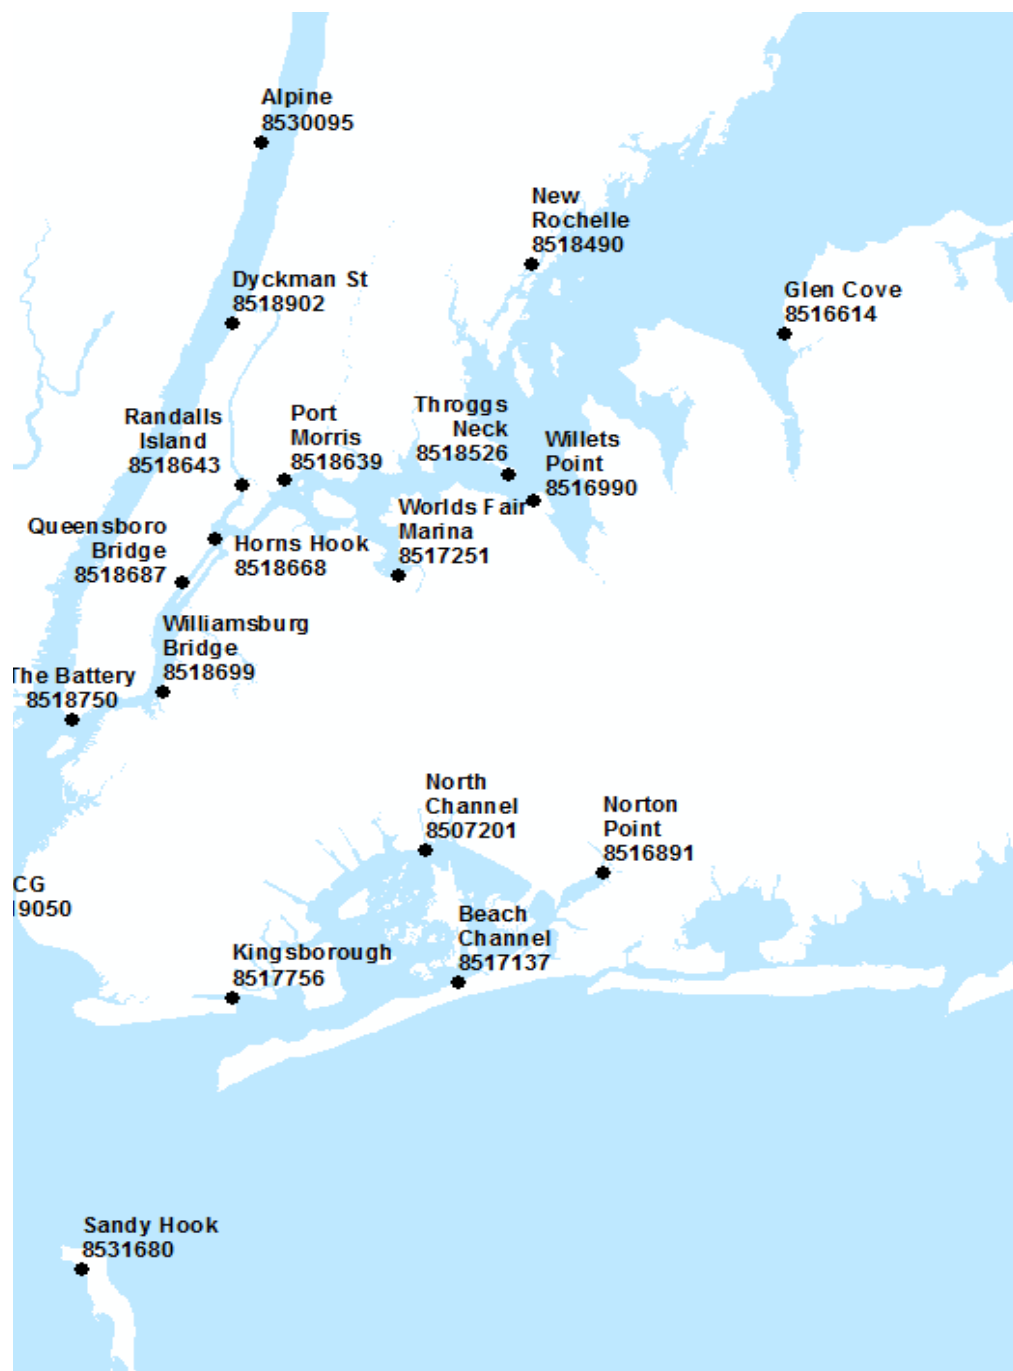 Alpine
8530095
New
Rochelle
8518490
Dyckman St
8518902
Glen Cove
8516614
Randalls
Island
8518643
Port
Morris
8518639
Throggs
Neck
8518526
Willets
Point
8516990
Worlds Fair
Marina
8517251
Queensboro
Bridge
8518687
Horns Hook
8518668
Williamsburg
Bridge
8518699
The Battery
8518750
North
Channel
8507201
Norton
Point
8516891
CG
19050
Beach
Channel
8517137
Kingsborough
8517756
Sandy Hook
8531680